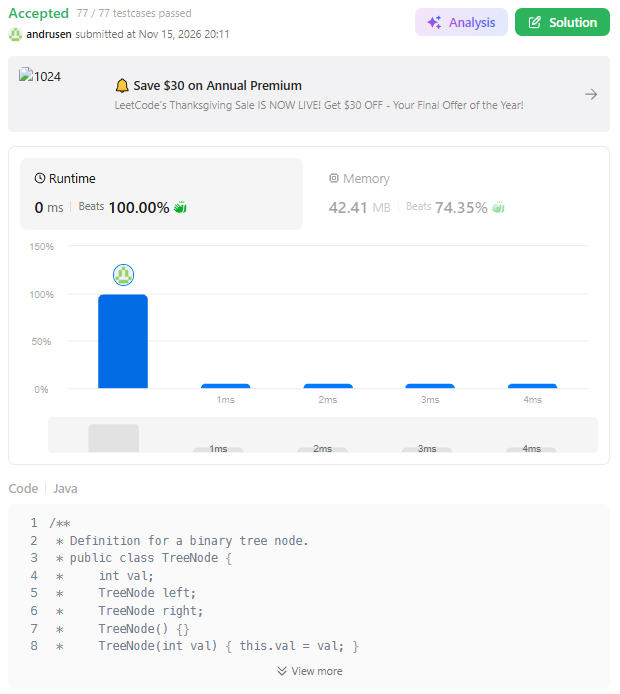 Accepted 77 / 77 testcases passed
andrusen submitted at Nov 15, 2026 20:11
Analysis
Solution
1024
Save $30 on Annual Premium
LeetCode's Thanksgiving Sale IS NOW LIVE! Get $30 OFF - Your Final Offer of the Year!
Runtime
0 ms Beats 100.00%
Memory
42.41 MB Beats 74.35%
150%
100%
50%
0%
1ms 2ms 3ms 4ms
1ms 2ms 3ms 4ms
Code Java
1 /**
2  * Definition for a binary tree node.
3  * public class TreeNode {
4  *     int val;
5  *     TreeNode left;
6  *     TreeNode right;
7  *     TreeNode() {}
8  *     TreeNode(int val) { this.val = val; }
View more